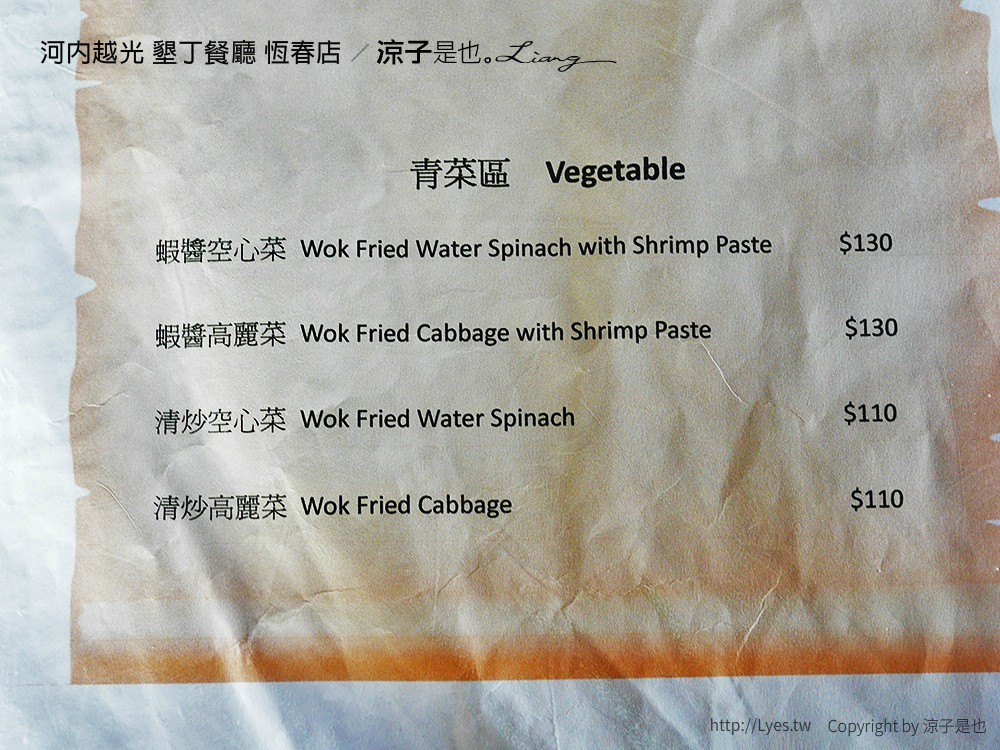 河內越光 墾丁餐廳 恆春店 / 涼子是也。Liang
青菜區 Vegetable
蝦醬空心菜 Wok Fried Water Spinach with Shrimp Paste $130
蝦醬高麗菜 Wok Fried Cabbage with Shrimp Paste $130
清炒空心菜 Wok Fried Water Spinach $110
清炒高麗菜 Wok Fried Cabbage $110
http://Lyes.tw Copyright by 涼子是也